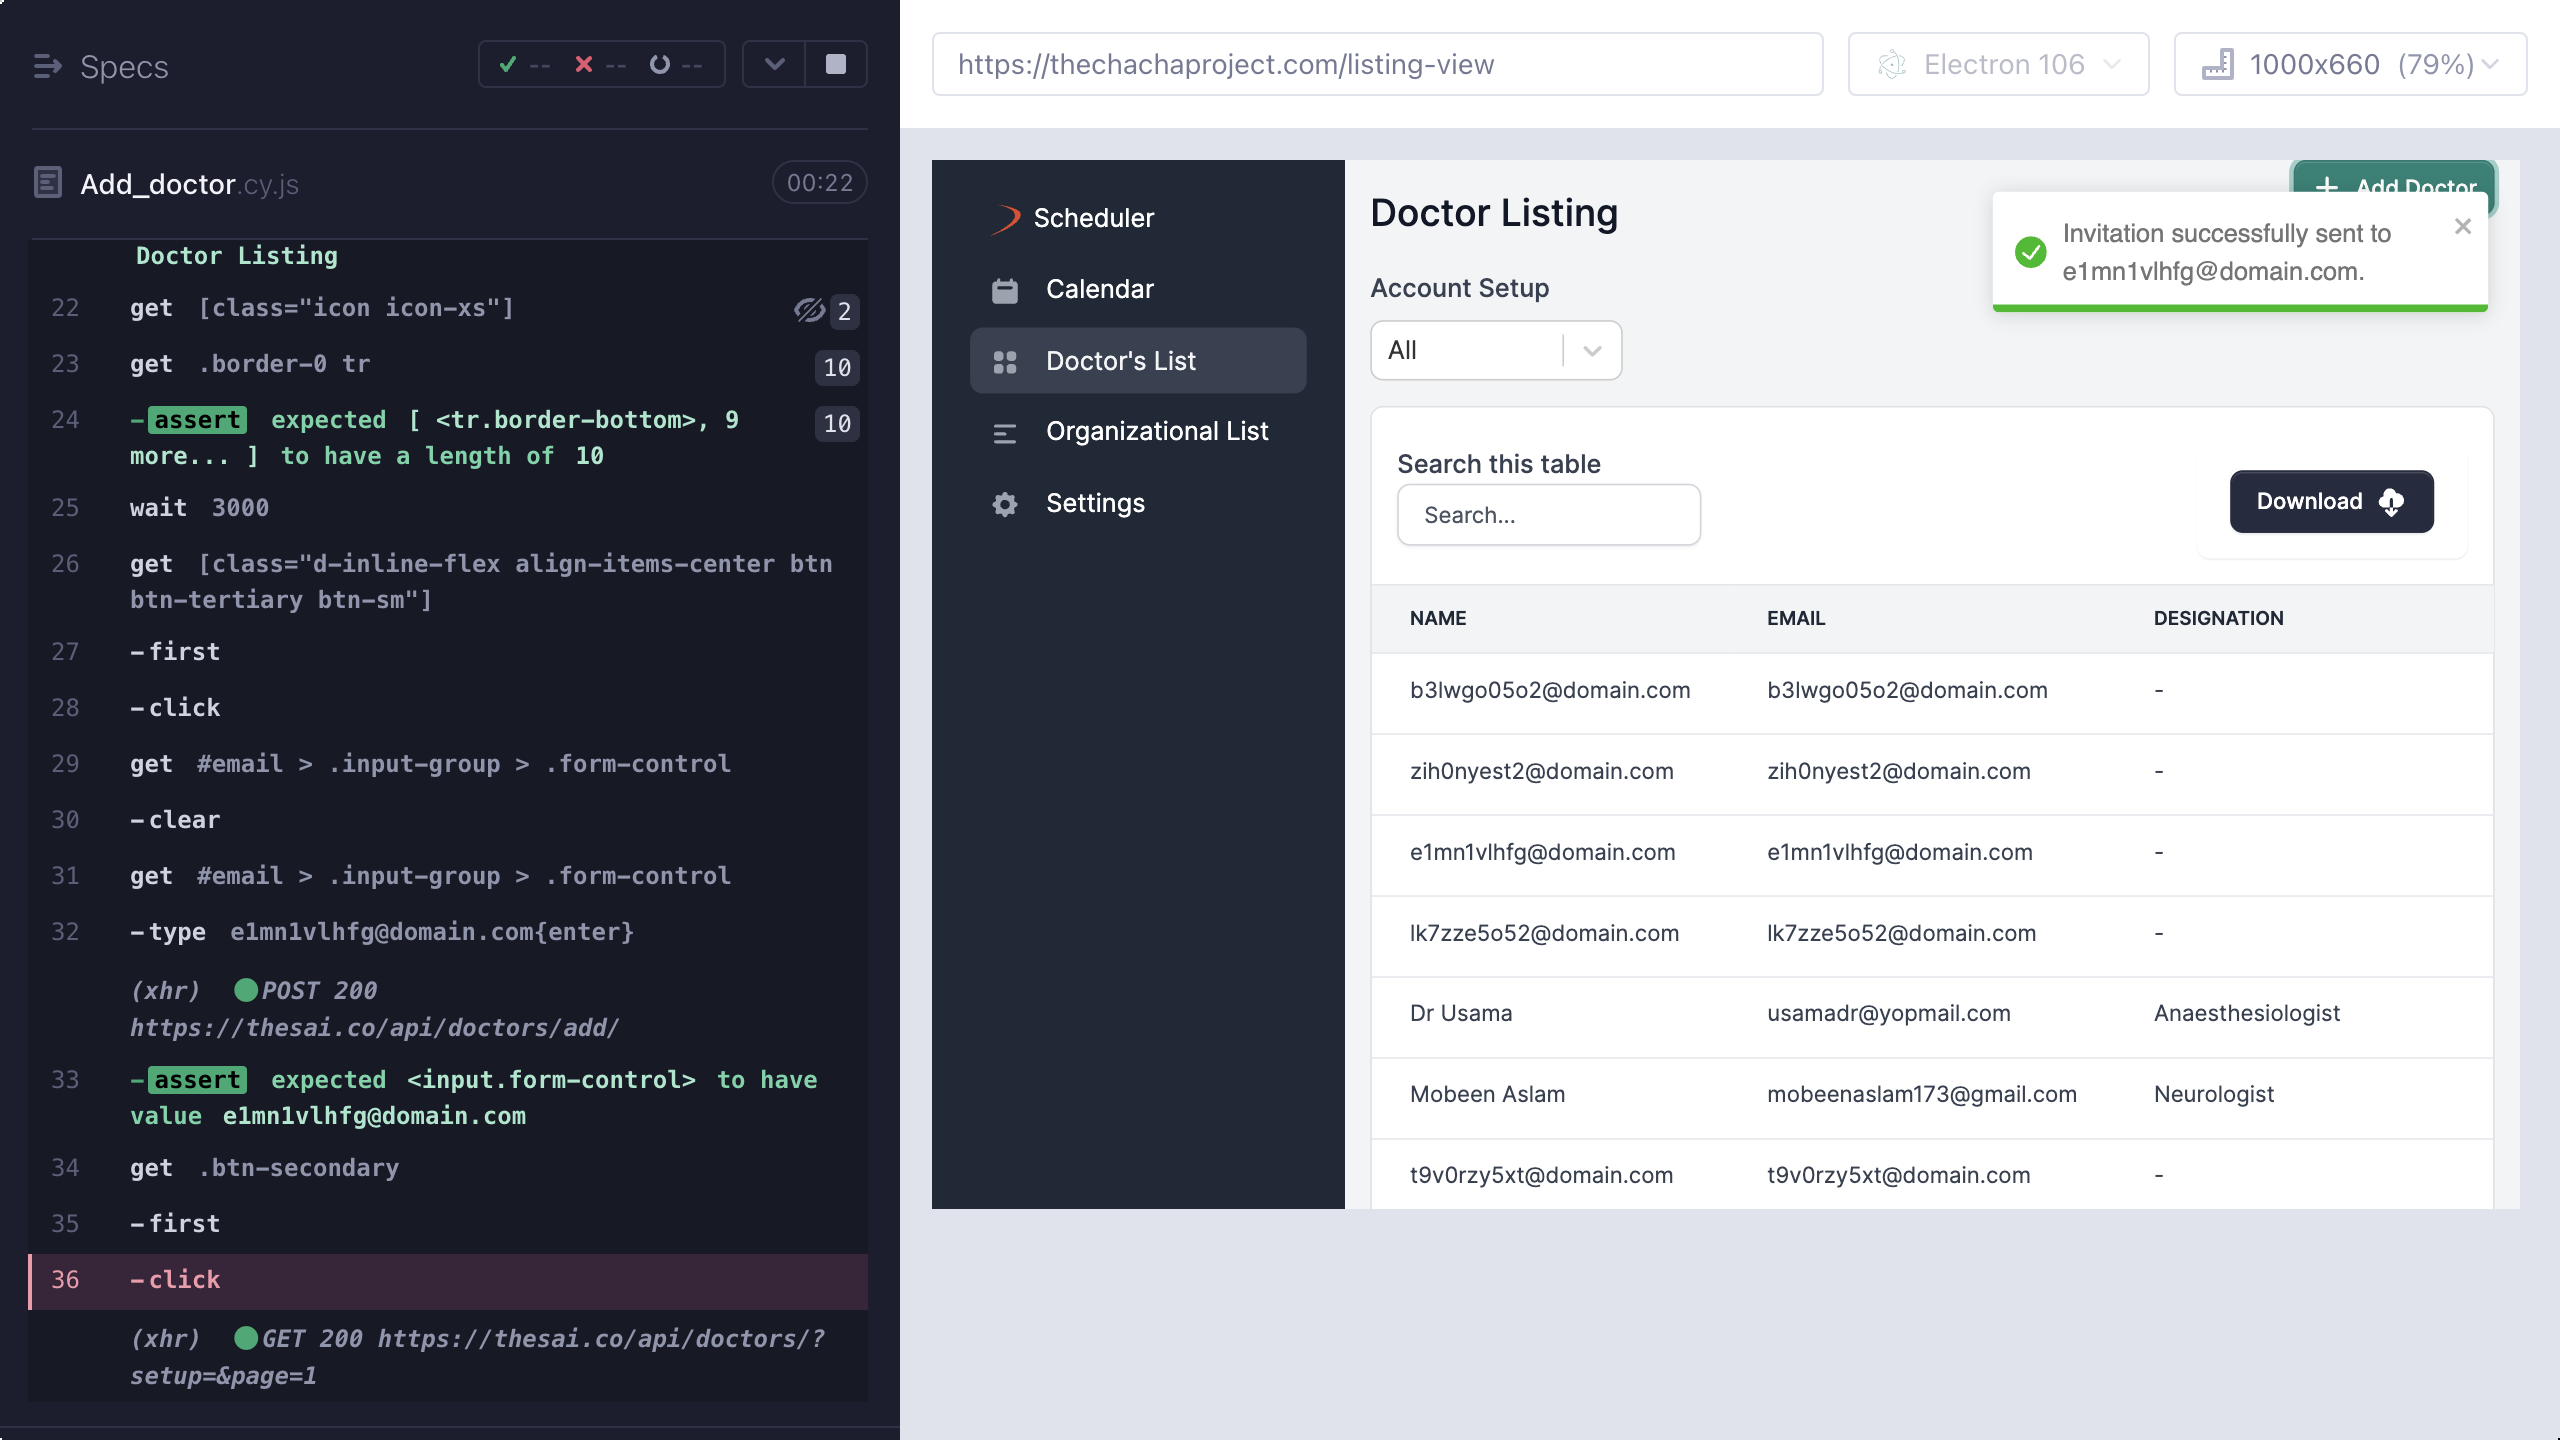 Specs
-- -- --
Add_doctor.cy.js
00:22
Doctor Listing
22 get [class="icon icon-xs"] 2
23 get .border-0 tr 10
24 -assert expected [ <tr.border-bottom>, 9 10
more... ] to have a length of 10
25 wait 3000
26 get [class="d-inline-flex align-items-center btn
btn-tertiary btn-sm"]
27 -first
28 -click
29 get #email > .input-group > .form-control
30 -clear
31 get #email > .input-group > .form-control
32 -type e1mn1vlhfg@domain.com{enter}
(xhr) POST 200
https://thesai.co/api/doctors/add/
33 -assert expected <input.form-control> to have
value e1mn1vlhfg@domain.com
34 get .btn-secondary
35 -first
36 -click
(xhr) GET 200 https://thesai.co/api/doctors/?
setup=&page=1
https://thechachaproject.com/listing-view
Electron 106
1000x660 (79%)
Scheduler
Calendar
Doctor's List
Organizational List
Settings
Doctor Listing
+ Add Doctor
Invitation successfully sent to
e1mn1vlhfg@domain.com.
Account Setup
All
Search this table
Search...
Download
NAME EMAIL DESIGNATION
b3lwgo05o2@domain.com b3lwgo05o2@domain.com -
zih0nyest2@domain.com zih0nyest2@domain.com -
e1mn1vlhfg@domain.com e1mn1vlhfg@domain.com -
lk7zze5o52@domain.com lk7zze5o52@domain.com -
Dr Usama usamadr@yopmail.com Anaesthesiologist
Mobeen Aslam mobeenaslam173@gmail.com Neurologist
t9v0rzy5xt@domain.com t9v0rzy5xt@domain.com -